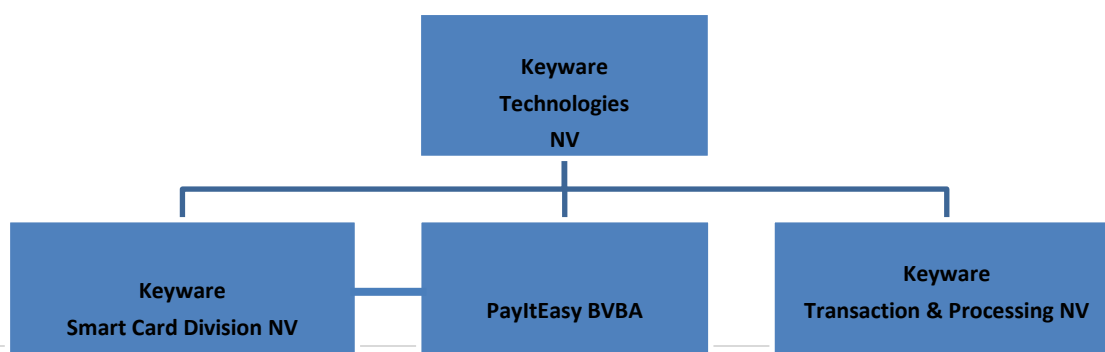 Keyware
Technologies
NV
Keyware
Smart Card Division NV
PayItEasy BVBA
Keyware
Transaction & Processing NV